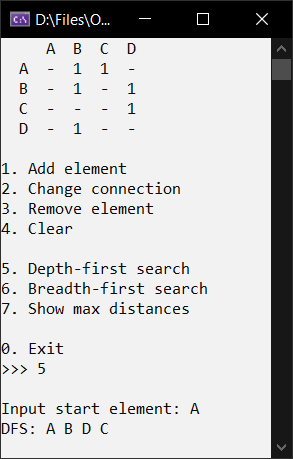 D:\Files\O...
A B C D
A - 1 1 -
B - 1 - 1
C - - - 1
D - 1 - -
1. Add element
2. Change connection
3. Remove element
4. Clear
5. Depth-first search
6. Breadth-first search
7. Show max distances
0. Exit
>>> 5
Input start element: A
DFS: A B D C